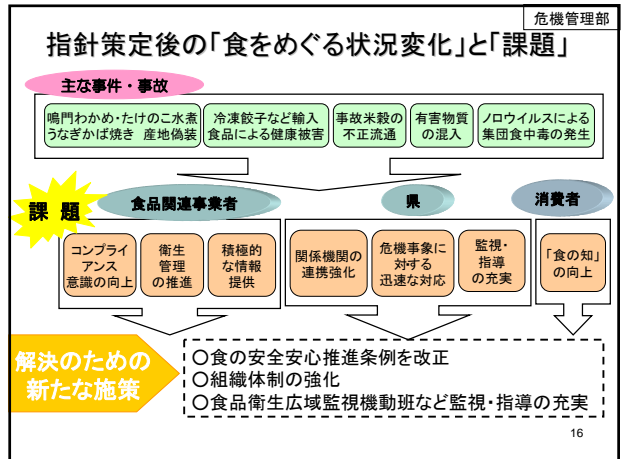 危機管理部
指針策定後の「食をめぐる状況変化」と「課題」
主な事件・事故
鳴門わかめ・たけのこ水煮
うなぎかば焼き 産地偽装
冷凍餃子など輸入
食品による健康被害
事故米穀の
不正流通
有害物質
の混入
ノロウイルスによる
集団食中毒の発生
課 題
食品関連事業者
県
消費者
コンプライ
アンス
意識の向上
衛生
管理
の推進
積極的
な情報
提供
関係機関の
連携強化
危機事象に
対する
迅速な対応
監視・
指導
の充実
「食の知」
の向上
解決のための
新たな施策
○食の安全安心推進条例を改正
○組織体制の強化
○食品衛生広域監視機動班など監視・指導の充実
16